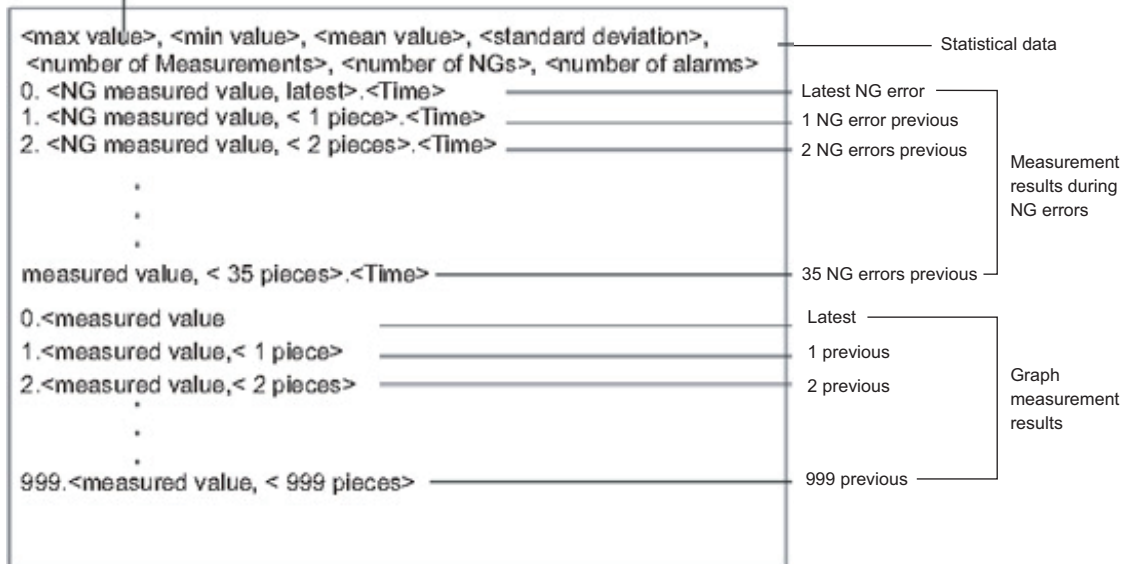 <max value>, <min value>, <mean value>, <standard deviation>,
<number of Measurements>, <number of NGs>, <number of alarms>
Statistical data
0. <NG measured value, latest>.<Time>
Latest NG error
1. <NG measured value, < 1 piece>.<Time>
1 NG error previous
2. <NG measured value, < 2 pieces>.<Time>
2 NG errors previous
Measurement
results during
NG errors
measured value, < 35 pieces>.<Time>
35 NG errors previous
0.<measured value
Latest
1.<measured value,< 1 piece>
1 previous
2.<measured value,< 2 pieces>
2 previous
Graph
measurement
results
999.<measured value, < 999 pieces>
999 previous